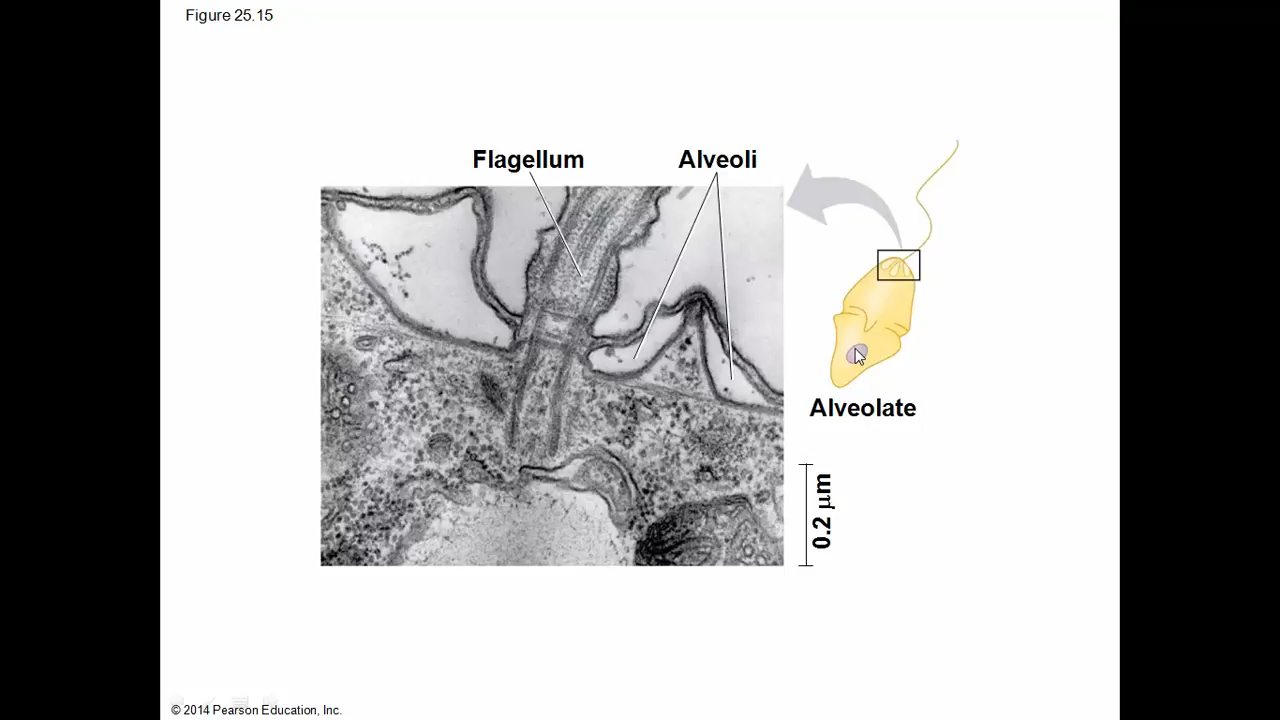 Figure 25.15
Flagellum
Alveoli
Alveolate
0.2 μm
© 2014 Pearson Education, Inc.